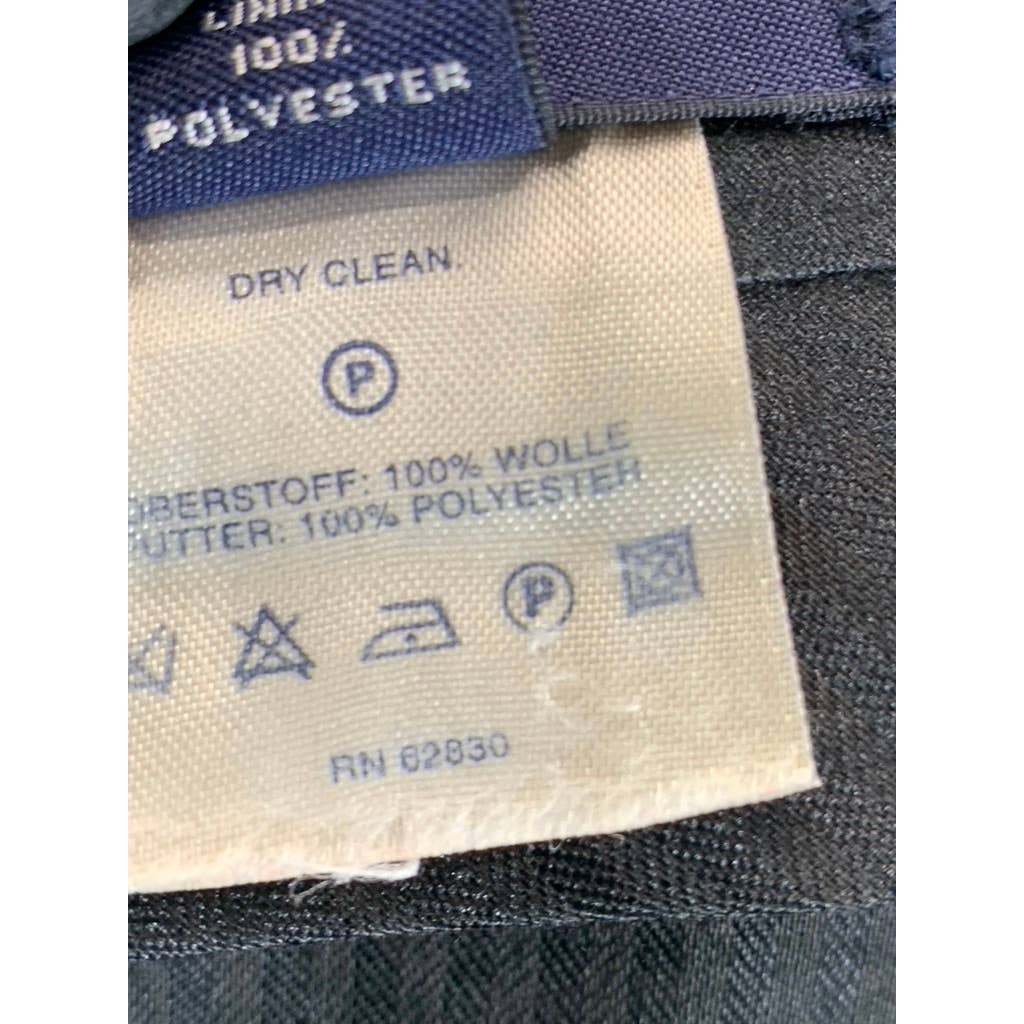 100%
POLYESTER
DRY CLEAN.
P
OBERSTOFF: 100% WOLLE
FUTTER: 100% POLYESTER
P
RN 62830